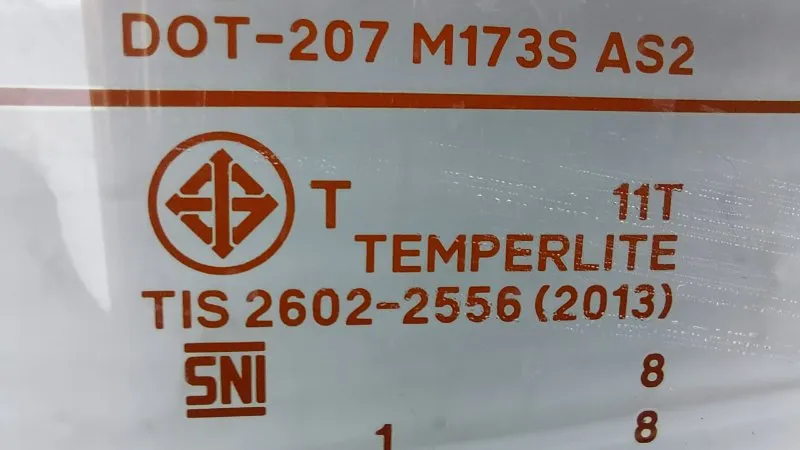 DOT-207 M173S AS2
T 11T
TEMPERLITE
TIS 2602-2556 (2013)
SNI 8
1 8